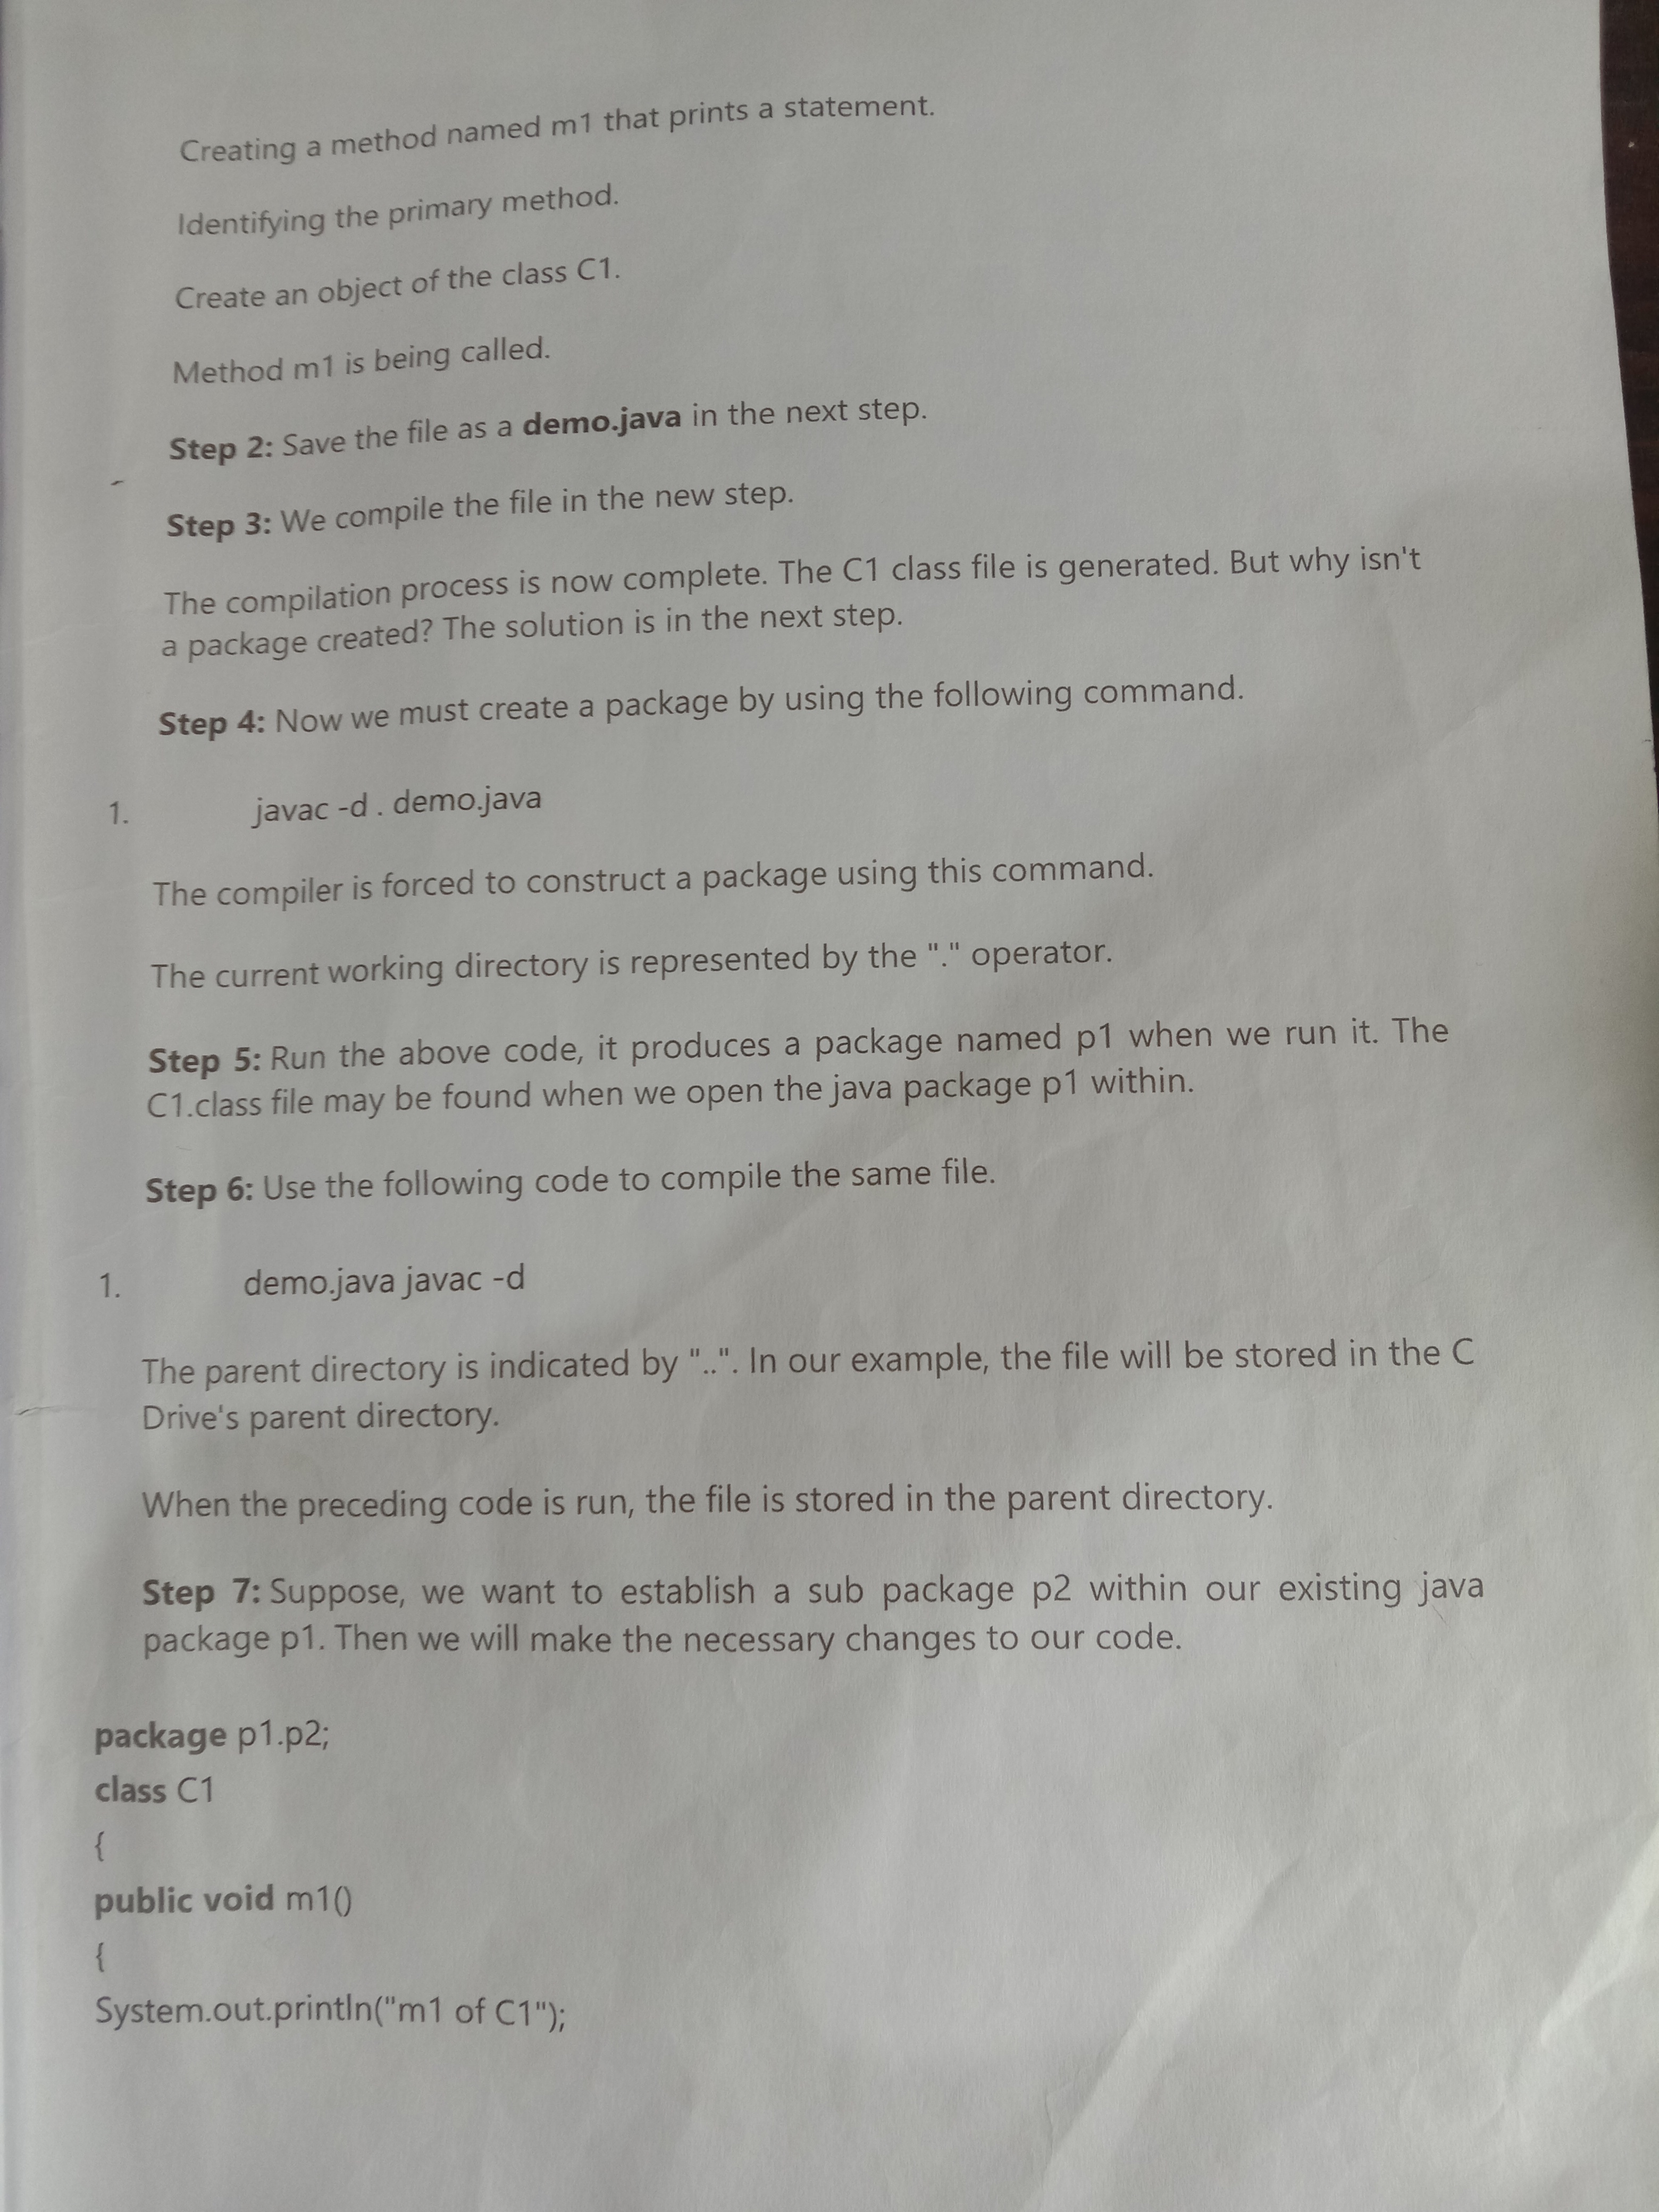 Creating a method named m1 that prints a statement.
Identifying the primary method.
Create an object of the class C1.
Method m1 is being called.
Step 2: Save the file as a demo.java in the next step.
Step 3: We compile the file in the new step.
The compilation process is now complete. The C1 class file is generated. But why isn't
a package created? The solution is in the next step.
Step 4: Now we must create a package by using the following command.
1. javac -d . demo.java
The compiler is forced to construct a package using this command.
The current working directory is represented by the "." operator.
Step 5: Run the above code, it produces a package named p1 when we run it. The
C1.class file may be found when we open the java package p1 within.
Step 6: Use the following code to compile the same file.
1. demo.java javac -d
The parent directory is indicated by "..". In our example, the file will be stored in the C
Drive's parent directory.
When the preceding code is run, the file is stored in the parent directory.
Step 7: Suppose, we want to establish a sub package p2 within our existing java
package p1. Then we will make the necessary changes to our code.
package p1.p2;
class C1
{
public void m1()
{
System.out.println("m1 of C1");